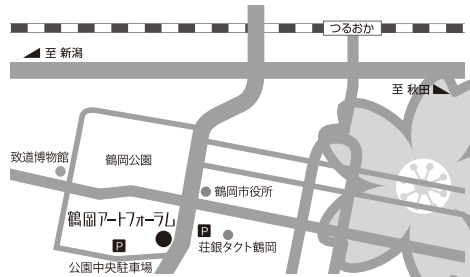 つるおか
至 新潟
至 秋田
致道博物館
鶴岡公園
鶴岡市役所
鶴岡アートフォーラム
P
P
荘銀タクト鶴岡
公園中央駐車場